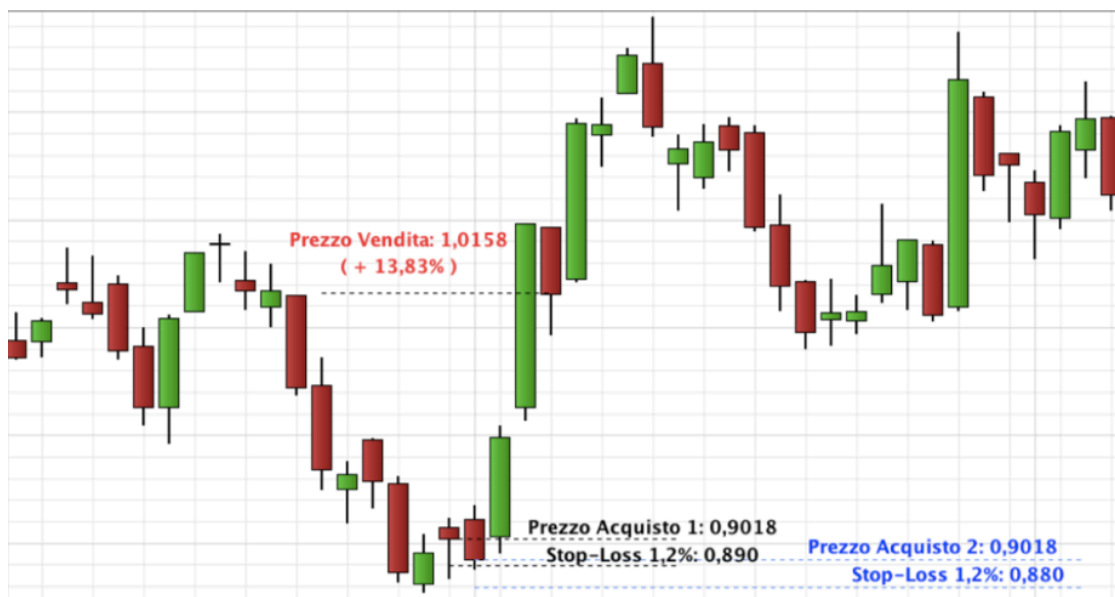 Prezzo Vendita: 1,0158
( + 13,83% )
Prezzo Acquisto 1: 0,9018
Stop-Loss 1,2%: 0,890
Prezzo Acquisto 2: 0,9018
Stop-Loss 1,2%: 0,880